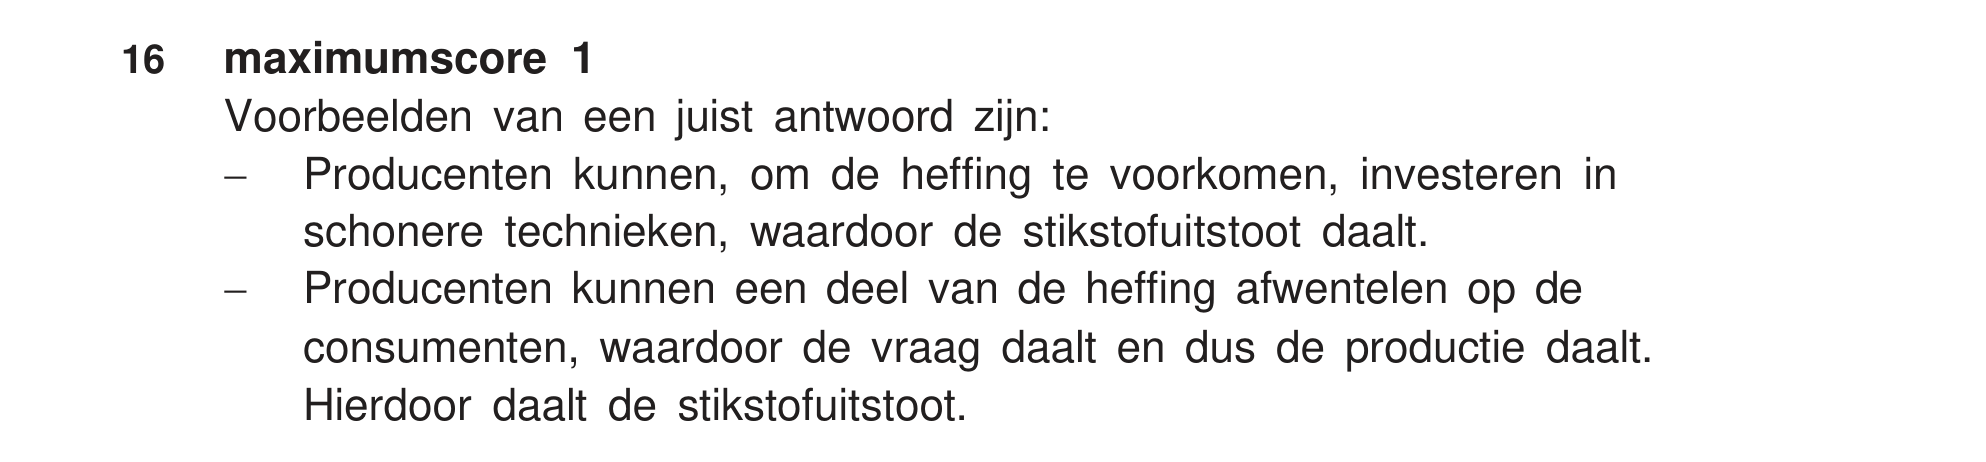 16 maximumscore 1
Voorbeelden van een juist antwoord zijn:
– Producenten kunnen, om de heffing te voorkomen, investeren in
schonere technieken, waardoor de stikstofuitstoot daalt.
– Producenten kunnen een deel van de heffing afwentelen op de
consumenten, waardoor de vraag daalt en dus de productie daalt.
Hierdoor daalt de stikstofuitstoot.